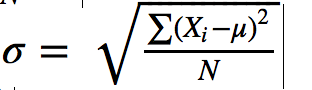 σ = √(∑(Xᵢ−μ)² / N)